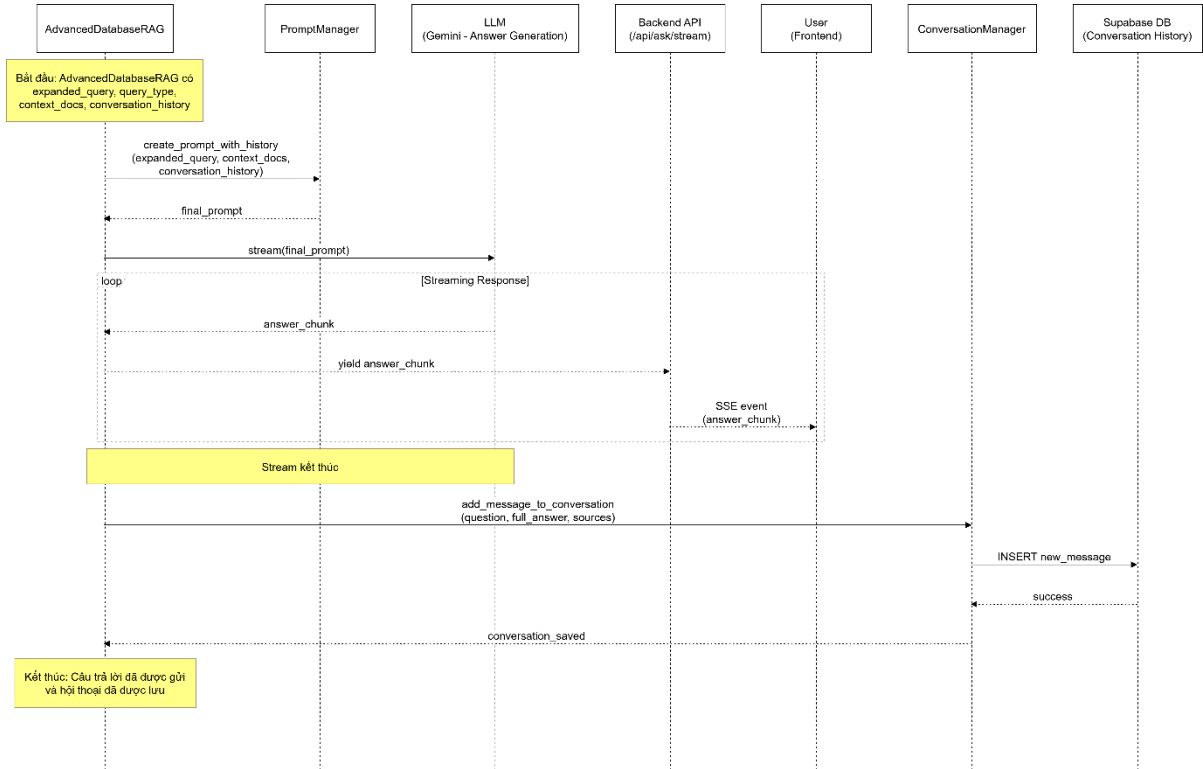 AdvancedDatabaseRAG
PromptManager
LLM
(Gemini - Answer Generation)
Backend API
(/api/ask/stream)
User
(Frontend)
ConversationManager
Supabase DB
(Conversation History)
Bắt đầu: AdvancedDatabaseRAG có
expanded_query, query_type,
context_docs, conversation_history
create_prompt_with_history
(expanded_query, context_docs,
conversation_history)
final_prompt
stream(final_prompt)
loop
[Streaming Response]
answer_chunk
yield answer_chunk
SSE event
(answer_chunk)
Stream kết thúc
add_message_to_conversation
(question, full_answer, sources)
INSERT new_message
success
conversation_saved
Kết thúc: Câu trả lời đã được gửi
và hội thoại đã được lưu